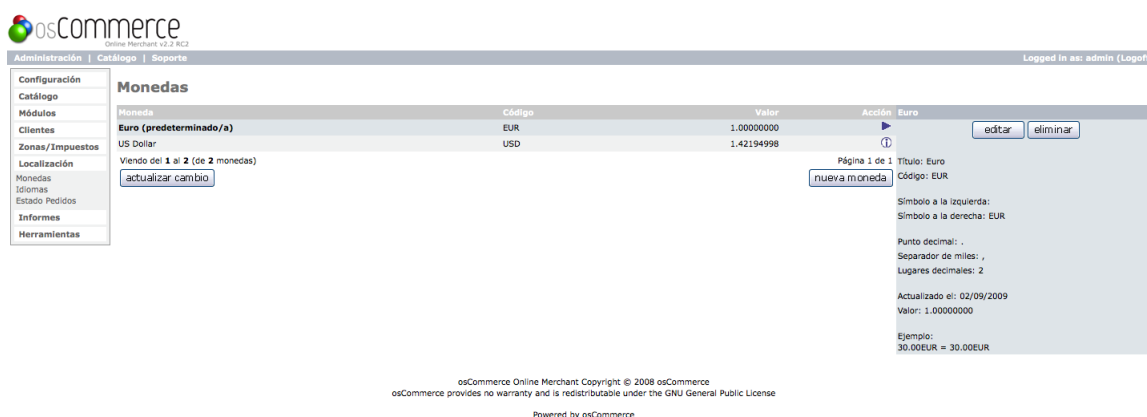 osCommerce
Online Merchant v2.2 RC2
Administración | Catálogo | Soporte
Logged in as: admin (Logoff
Configuración
Catálogo
Módulos
Clientes
Zonas/Impuestos
Localización
Monedas
Idiomas
Estado Pedidos
Informes
Herramientas
Monedas
Moneda Código Valor Acción
Euro (predeterminado/a) EUR 1.00000000
US Dollar USD 1.42194998
Viendo del 1 al 2 (de 2 monedas) Página 1 de 1
actualizar cambio nueva moneda
Euro
editar eliminar
Título: Euro
Código: EUR
Símbolo a la izquierda:
Símbolo a la derecha: EUR
Punto decimal: .
Separador de miles: ,
Lugares decimales: 2
Actualizado el: 02/09/2009
Valor: 1.00000000
Ejemplo:
30.00EUR = 30.00EUR
osCommerce Online Merchant Copyright © 2008 osCommerce
osCommerce provides no warranty and is redistributable under the GNU General Public License
Powered by osCommerce